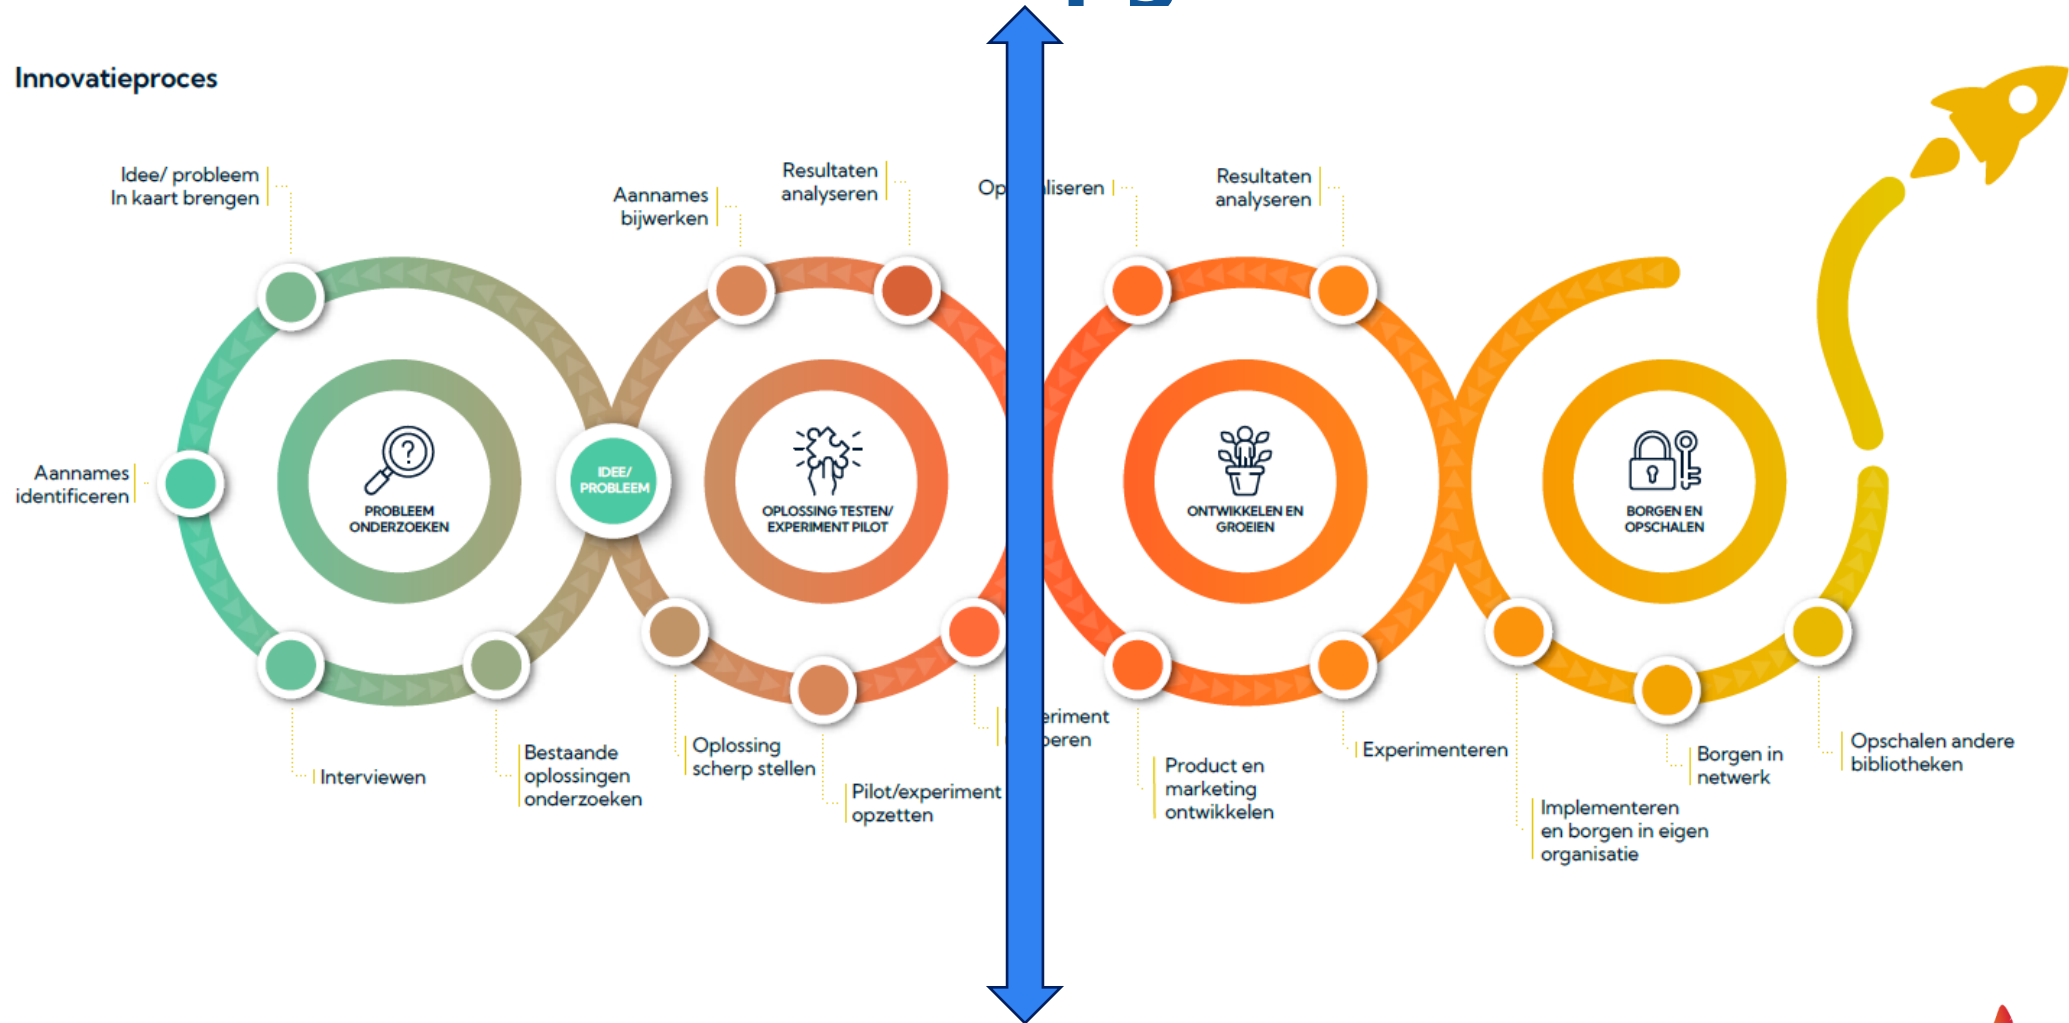 Innovatieproces
Idee/ probleem
In kaart brengen
Aannames
identificeren
Interviewen
Bestaande
oplossingen
onderzoeken
PROBLEEM
ONDERZOEKEN
IDEE/
PROBLEEM
Aannames
bijwerken
Resultaten
analyseren
OPLOSSING TESTEN/
EXPERIMENT PILOT
Oplossing
scherp stellen
Pilot/experiment
opzetten
Resultaten
analyseren
ONTWIKKELEN EN
GROEIEN
Product en
marketing
ontwikkelen
Experimenteren
BORGEN EN
OPSCHALEN
Implementeren
en borgen in eigen
organisatie
Borgen in
netwerk
Opschalen andere
bibliotheken